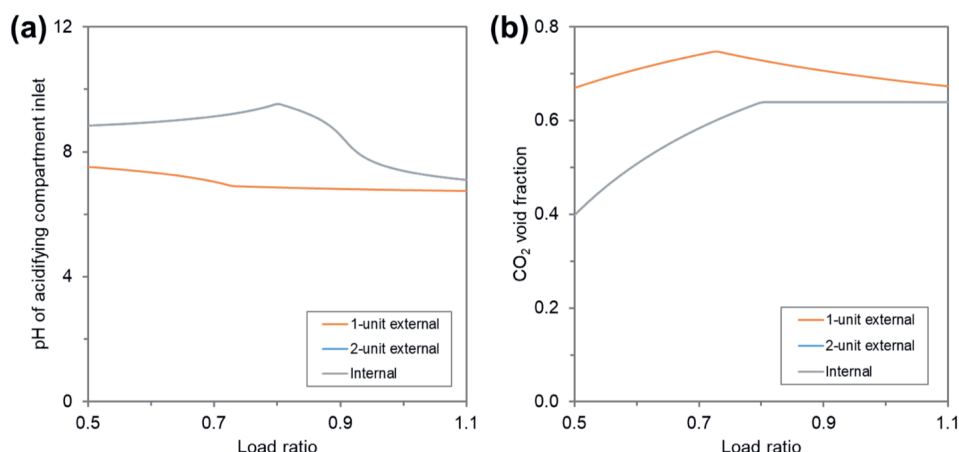 (a)
pH of acidifying compartment inlet
12
8
4
0
0.5
0.7
0.9
1.1
Load ratio
1-unit external
2-unit external
Internal
(b)
CO₂ void fraction
0.8
0.6
0.4
0.2
0.0
0.5
0.7
0.9
1.1
Load ratio
1-unit external
2-unit external
Internal